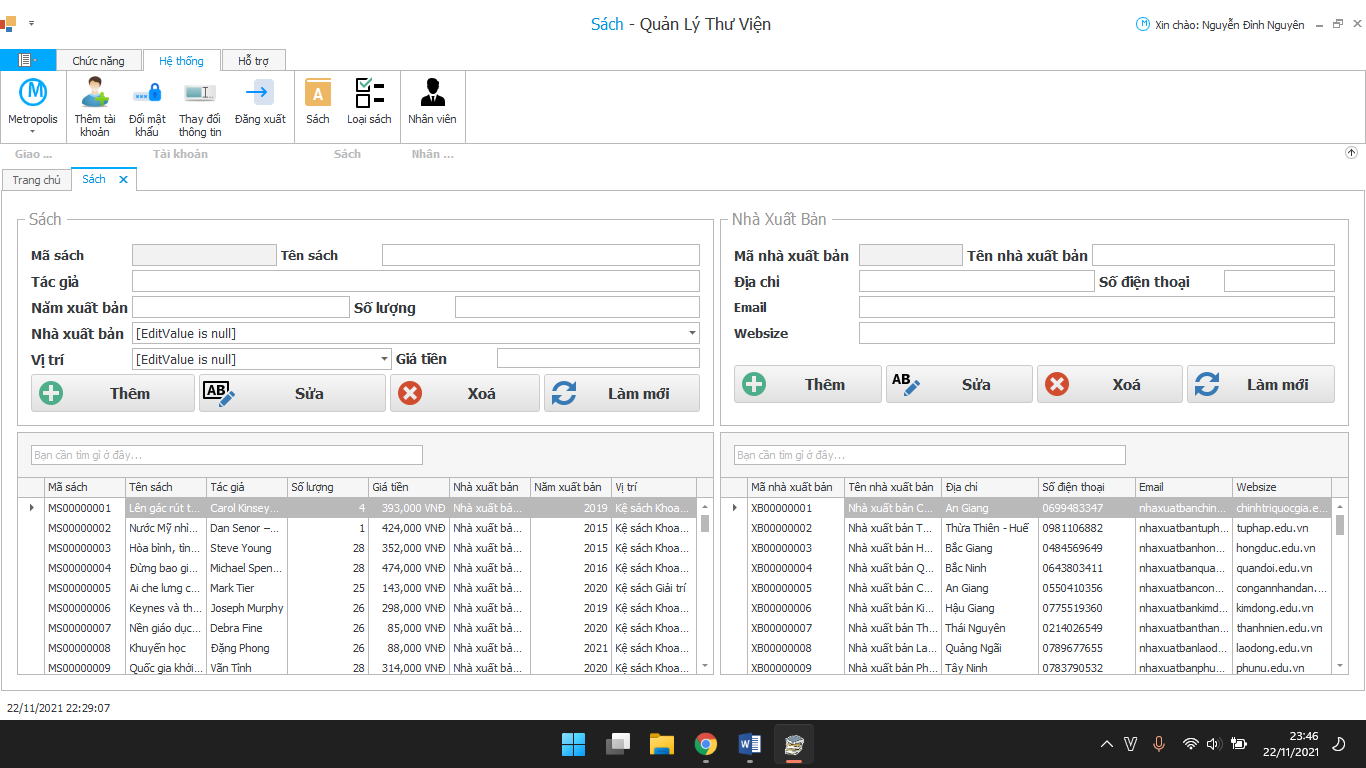 Sách - Quản Lý Thư Viện
Xin chào: Nguyễn Đình Nguyên
Chức năng Hệ thống Hỗ trợ
Metropolis
Thêm tài khoản
Đổi mật khẩu
Thay đổi thông tin
Đăng xuất
Sách
Loại sách
Nhân viên
Giao ... Tài khoản Sách Nhân ...
Trang chủ Sách
Sách
Mã sách Tên sách
Tác giả
Năm xuất bản Số lượng
Nhà xuất bản [EditValue is null]
Vị trí [EditValue is null] Giá tiền
Thêm Sửa Xoá Làm mới
Nhà Xuất Bản
Mã nhà xuất bản Tên nhà xuất bản
Địa chỉ Số điện thoại
Email
Websize
Thêm Sửa Xoá Làm mới
Bạn cần tìm gì ở đây...
Mã sách Tên sách Tác giả Số lượng Giá tiền Nhà xuất bản Năm xuất bản Vị trí
MS00000001 Lên gác rút t... Carol Kinsey... 4 393,000 VNĐ Nhà xuất bả... 2019 Kệ sách Khoa...
MS00000002 Nước Mỹ nhì... Dan Senor –... 1 424,000 VNĐ Nhà xuất bả... 2015 Kệ sách Khoa...
MS00000003 Hòa bình, tìn... Steve Young 28 352,000 VNĐ Nhà xuất bả... 2015 Kệ sách Khoa...
MS00000004 Đừng bao gi... Michael Spen... 28 474,000 VNĐ Nhà xuất bả... 2016 Kệ sách Khoa...
MS00000005 Ai che lưng c... Mark Tier 25 143,000 VNĐ Nhà xuất bả... 2020 Kệ sách Giải trí
MS00000006 Keynes và th... Joseph Murphy 26 298,000 VNĐ Nhà xuất bả... 2019 Kệ sách Khoa...
MS00000007 Nền giáo dục... Debra Fine 26 85,000 VNĐ Nhà xuất bả... 2020 Kệ sách Khoa...
MS00000008 Khuyến học Đặng Phong 26 88,000 VNĐ Nhà xuất bả... 2021 Kệ sách Khoa...
MS00000009 Quốc gia khởi... Văn Tình 28 314,000 VNĐ Nhà xuất bả... 2020 Kệ sách Khoa...
Bạn cần tìm gì ở đây...
Mã nhà xuất bản Tên nhà xuất bản Địa chỉ Số điện thoại Email Websize
XB00000001 Nhà xuất bản C... An Giang 0699483347 nhaxuatbanchin... chinhtriquocgia.e...
XB00000002 Nhà xuất bản T... Thừa Thiên - Huế 0981106882 nhaxuatbantuph... tuphap.edu.vn
XB00000003 Nhà xuất bản H... Bắc Giang 0484569649 nhaxuatbanhon... hongduc.edu.vn
XB00000004 Nhà xuất bản Q... Bắc Ninh 0643803411 nhaxuatbanqua... quandoi.edu.vn
XB00000005 Nhà xuất bản C... An Giang 0550410356 nhaxuatbancon... congannhandan....
XB00000006 Nhà xuất bản Ki... Hậu Giang 0775519360 nhaxuatbankimd... kimdong.edu.vn
XB00000007 Nhà xuất bản Th... Thái Nguyên 0214026549 nhaxuatbanthan... thanhnien.edu.vn
XB00000008 Nhà xuất bản La... Quảng Ngãi 0789677655 nhaxuatbanlaod... laodong.edu.vn
XB00000009 Nhà xuất bản Ph... Tây Ninh 0783790532 nhaxuatbanphu... phunu.edu.vn
22/11/2021 22:29:07
23:46
22/11/2021